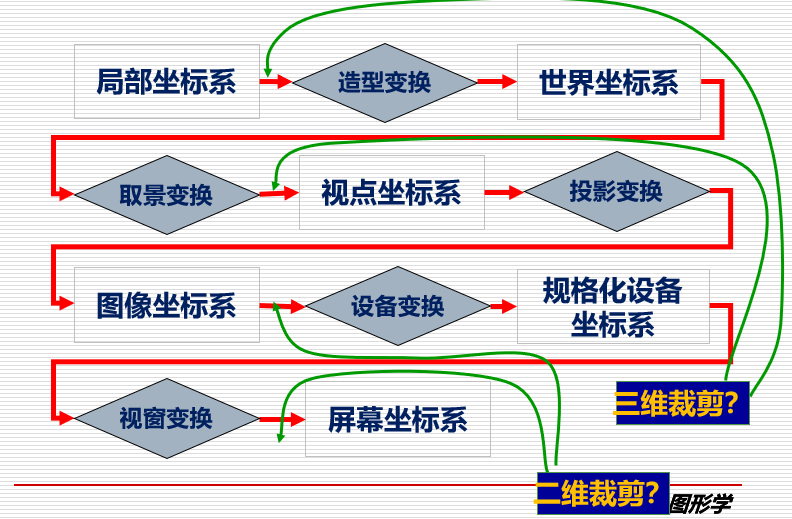 局部坐标系
造型变换
世界坐标系
取景变换
视点坐标系
投影变换
图像坐标系
设备变换
规格化设备
坐标系
视窗变换
屏幕坐标系
三维裁剪?
二维裁剪?
图形学